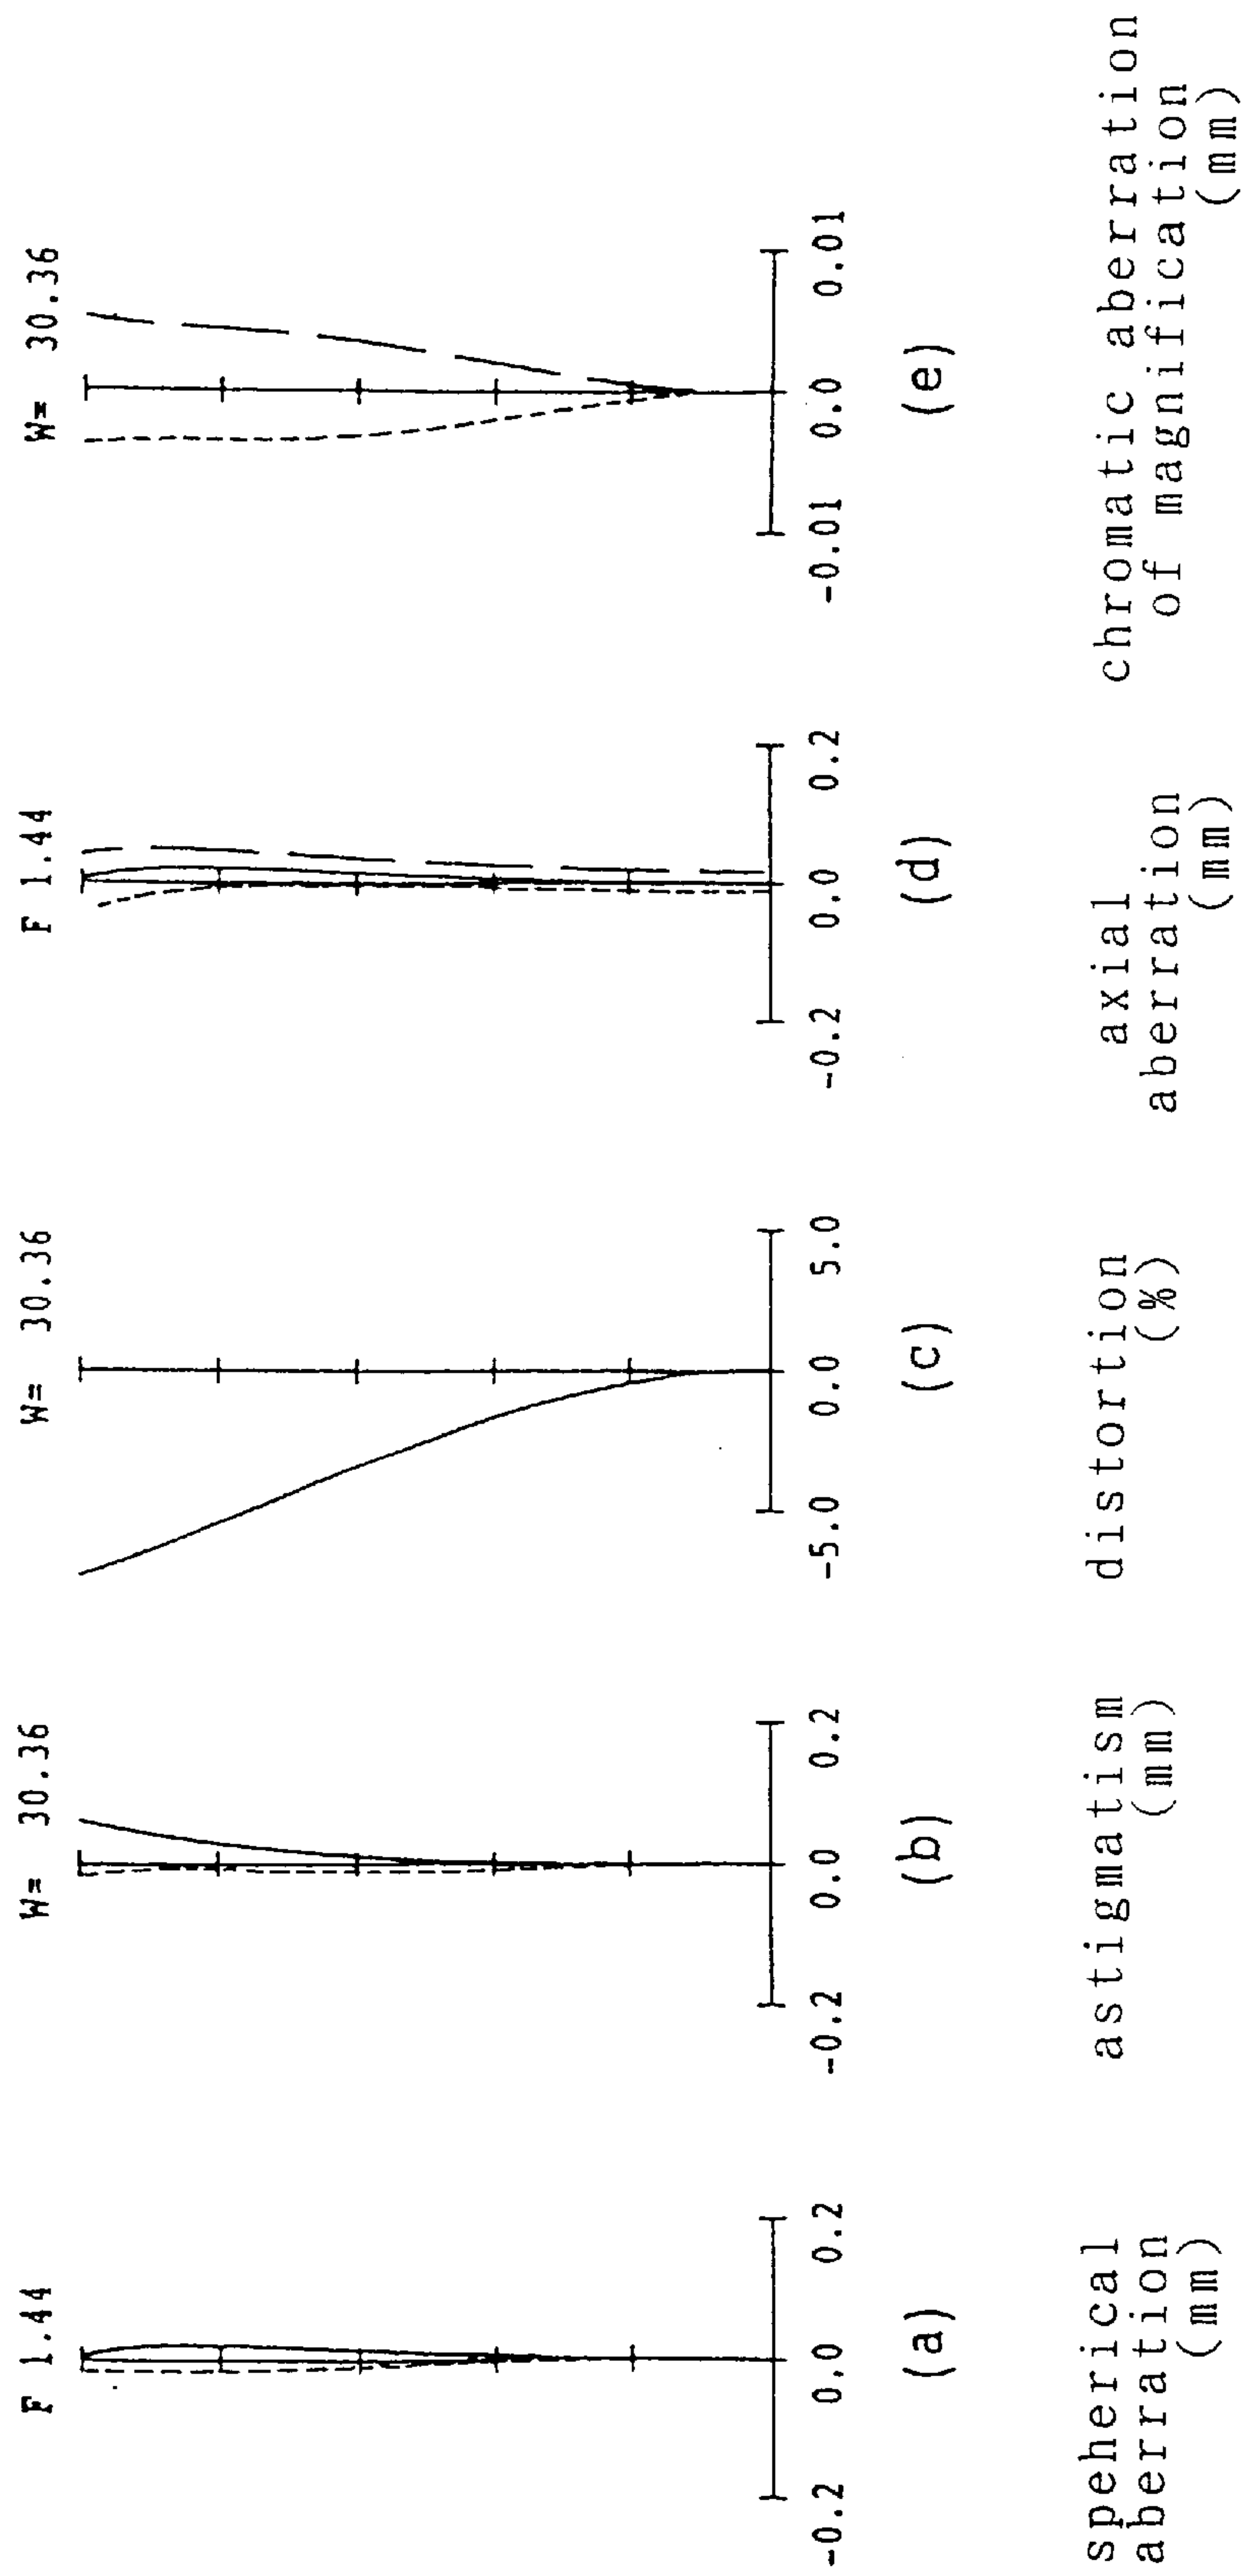 F 1.44
-0.2 0.0 0.2
(a)
speherical
aberration
(mm)
W= 30.36
-0.2 0.0 0.2
(b)
astigmatism
(mm)
W= 30.36
-5.0 0.0 5.0
(c)
distortion
(%)
F 1.44
-0.2 0.0 0.2
(d)
axial
aberration
(mm)
W= 30.36
-0.01 0.0 0.01
(e)
chromatic aberration
of magnification
(mm)